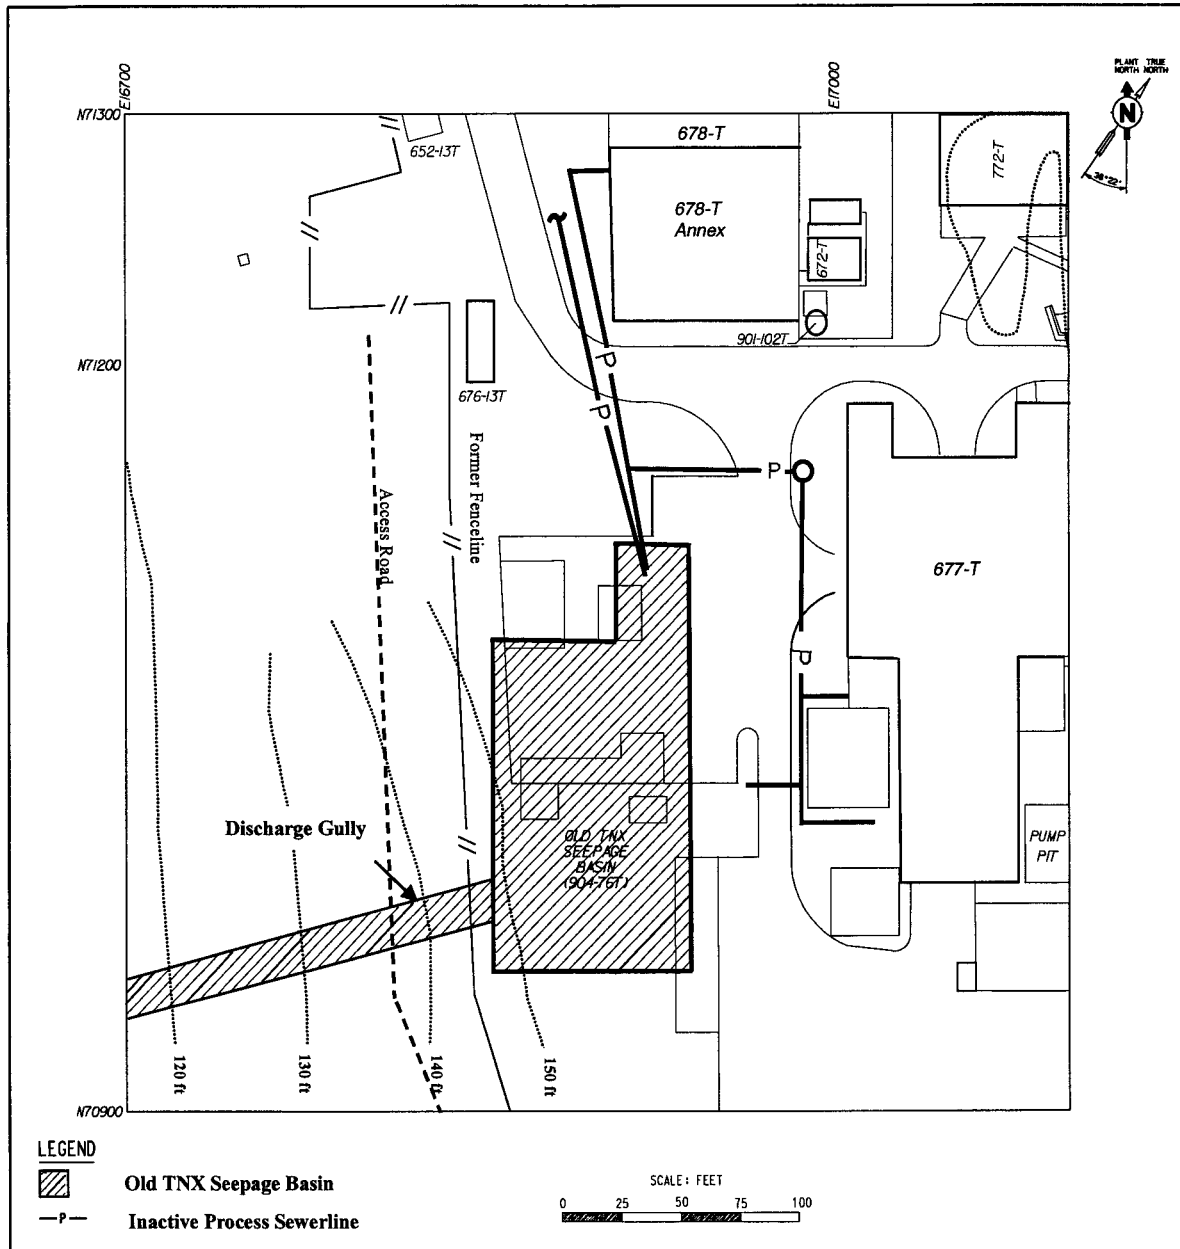 E16700
E17000
PLANT TRUE
NORTH NORTH
N
36°22'
N71300
652-13T
678-T
678-T
Annex
772-T
672-T
901-102T
N71200
676-13T
P
P
Former Fenceline
Access Road
P
677-T
P
Discharge Gully
OLD TNX
SEEPAGE
BASIN
(904-76T)
PUMP
PIT
120 ft
130 ft
140 ft
150 ft
N70900
LEGEND
Old TNX Seepage Basin
P
Inactive Process Sewerline
SCALE: FEET
0 25 50 75 100